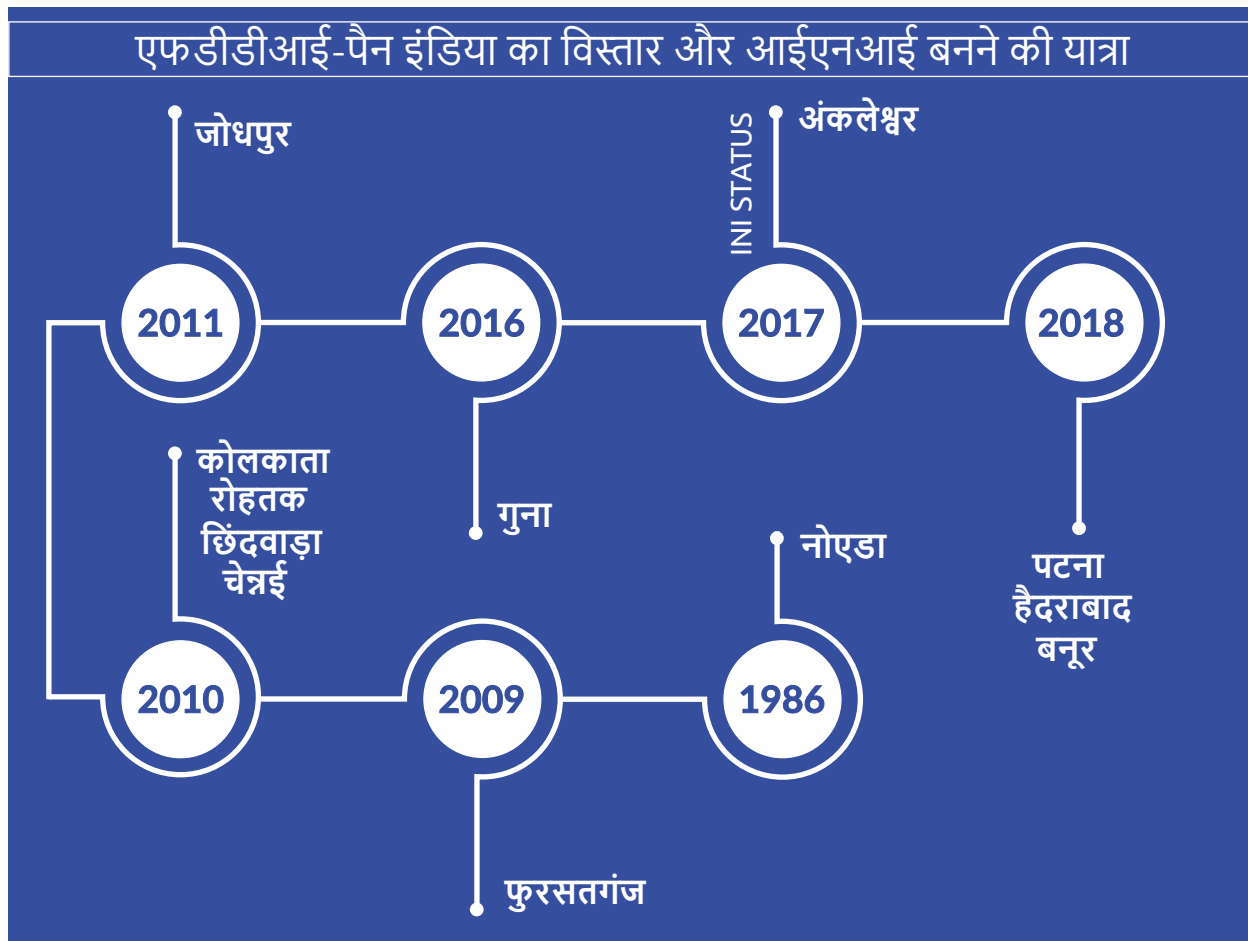 एफडीडीआई-पैन इंडिया का विस्तार और आईएनआई बनने की यात्रा
जोधपुर
INI STATUS
अंकलेश्वर
2011
2016
2017
2018
कोलकाता
रोहतक
छिंदवाड़ा
चेन्नई
गुना
नोएडा
पटना
हैदराबाद
बनूर
2010
2009
1986
फुरसतगंज